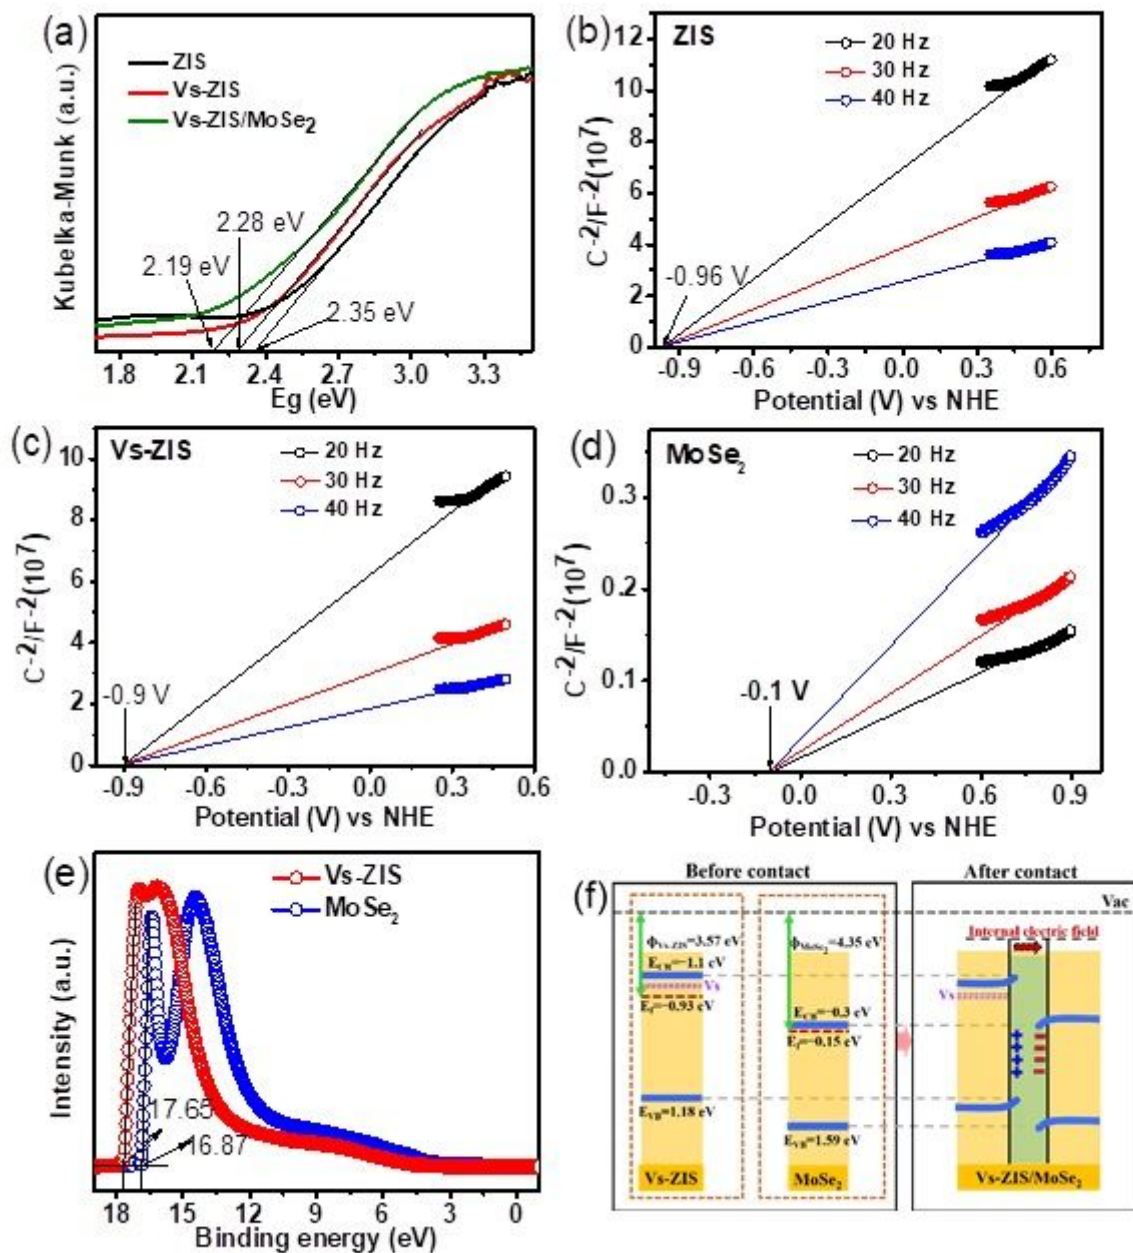 (a)
ZIS
Vs-ZIS
Vs-ZIS/MoSe2
2.28 eV
2.19 eV
2.35 eV
Kubelka-Munk (a.u.)
1.8 2.1 2.4 2.7 3.0 3.3
Eg (eV)
(b)
ZIS
20 Hz
30 Hz
40 Hz
-0.96 V
C⁻²/F⁻²(10⁷)
12
10
8
6
4
2
0
-0.9 -0.6 -0.3 0.0 0.3 0.6
Potential (V) vs NHE
(c)
Vs-ZIS
20 Hz
30 Hz
40 Hz
-0.9 V
C⁻²/F⁻²(10⁷)
10
8
6
4
2
0
-0.9 -0.6 -0.3 0.0 0.3 0.6
Potential (V) vs NHE
(d)
MoSe2
20 Hz
30 Hz
40 Hz
-0.1 V
C⁻²/F⁻²(10⁷)
0.3
0.2
0.1
0.0
-0.3 0.0 0.3 0.6 0.9
Potential (V) vs NHE
(e)
Vs-ZIS
MoSe2
17.65
16.87
Intensity (a.u.)
18 15 12 9 6 3 0
Binding energy (eV)
(f)
Before contact
After contact
Vac
ΦVs-ZIS=3.57 eV
ECB=−1.1 eV
Vs
Ef=−0.93 eV
EVB=1.18 eV
Vs-ZIS
ΦMoSe2=4.35 eV
ECB=−0.3 eV
Ef=−0.15 eV
EVB=1.59 eV
MoSe2
Internal electric field
Vs
+
+
+
+
−
−
−
−
Vs-ZIS/MoSe2